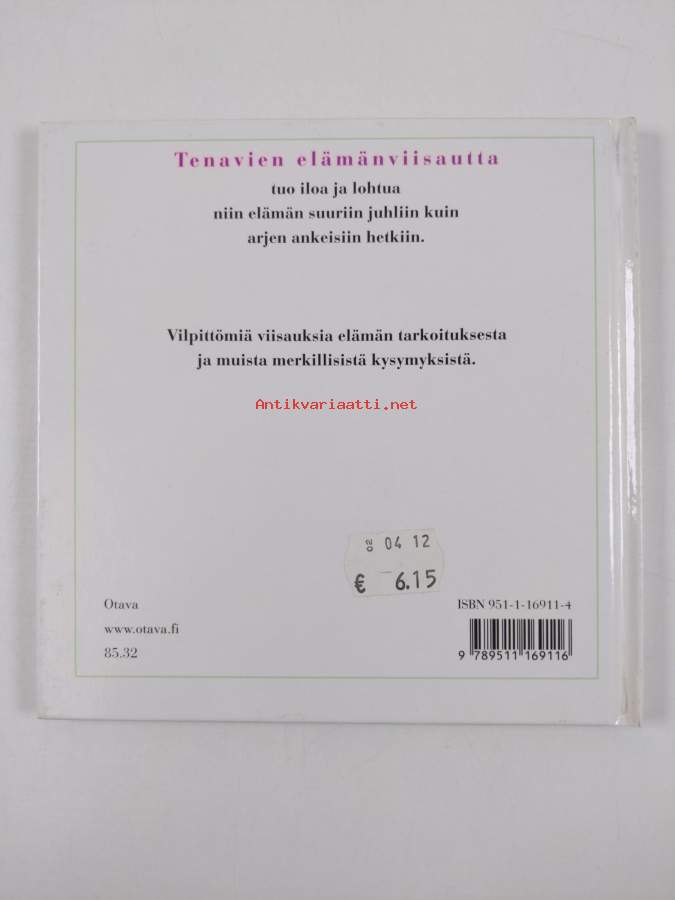 Tenavien elämänviisautta
tuo iloa ja lohtua
niin elämän suuriin juhliin kuin
arjen ankeisiin hetkiin.
Vilpittömiä viisauksia elämän tarkoituksesta
ja muista merkillisistä kysymyksistä.
Antikvariaatti.net
02 04 12
€ 6.15
Otava
www.otava.fi
85.32
ISBN 951-1-16911-4
9 789511 169116